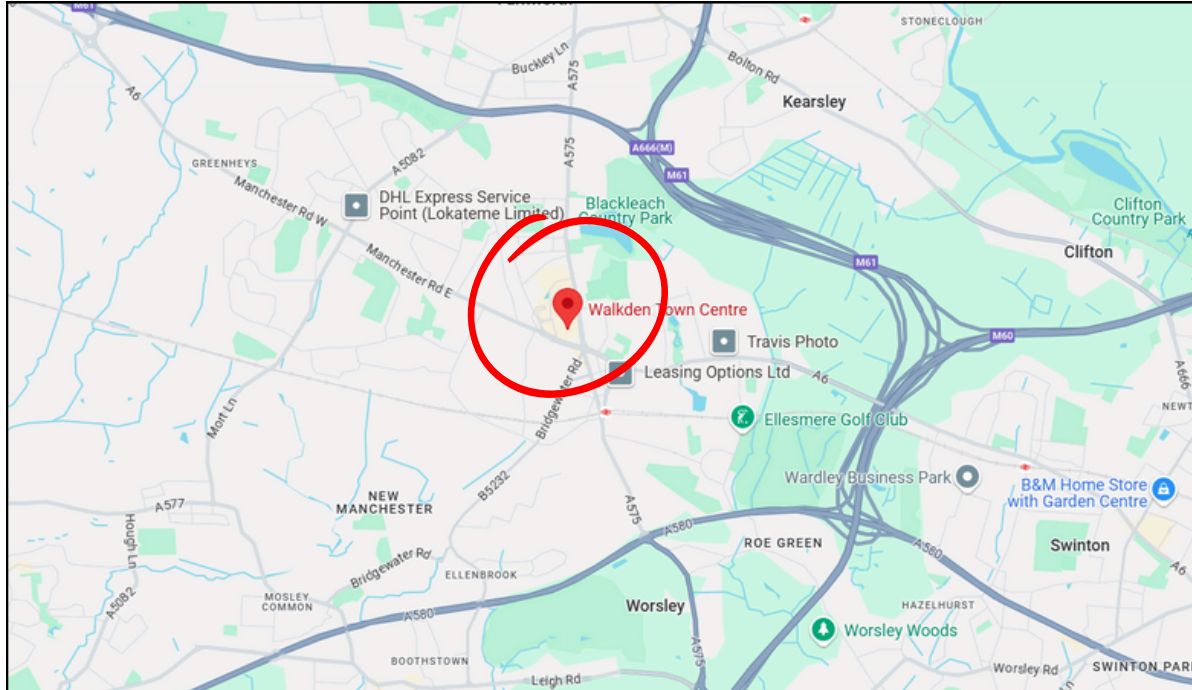 M61
STONECLOUGH
Buckley Ln
A575
Bolton Rd
A6
Kearsley
A666(M)
GREENHEYS
A5082
A575
M61
Manchester Rd W
DHL Express Service
Point (Lokateme Limited)
Blackleach
Country Park
Clifton
Country Park
Clifton
Manchester Rd E
M61
Walkden Town Centre
M60
Travis Photo
Leasing Options Ltd
A6
A666
Bridgewater Rd
Mort Ln
Ellesmere Golf Club
Wardley Business Park
B&M Home Store
with Garden Centre
B5232
NEW
MANCHESTER
A577
A575
Hough Ln
A580
ROE GREEN
A580
Swinton
Bridgewater Rd
ELLENBROOK
A6
A5082
MOSLEY
COMMON
A580
Worsley
HAZELHURST
Worsley Woods
A575
BOOTHSTOWN
Leigh Rd
Worsley Rd
SWINTON PARK